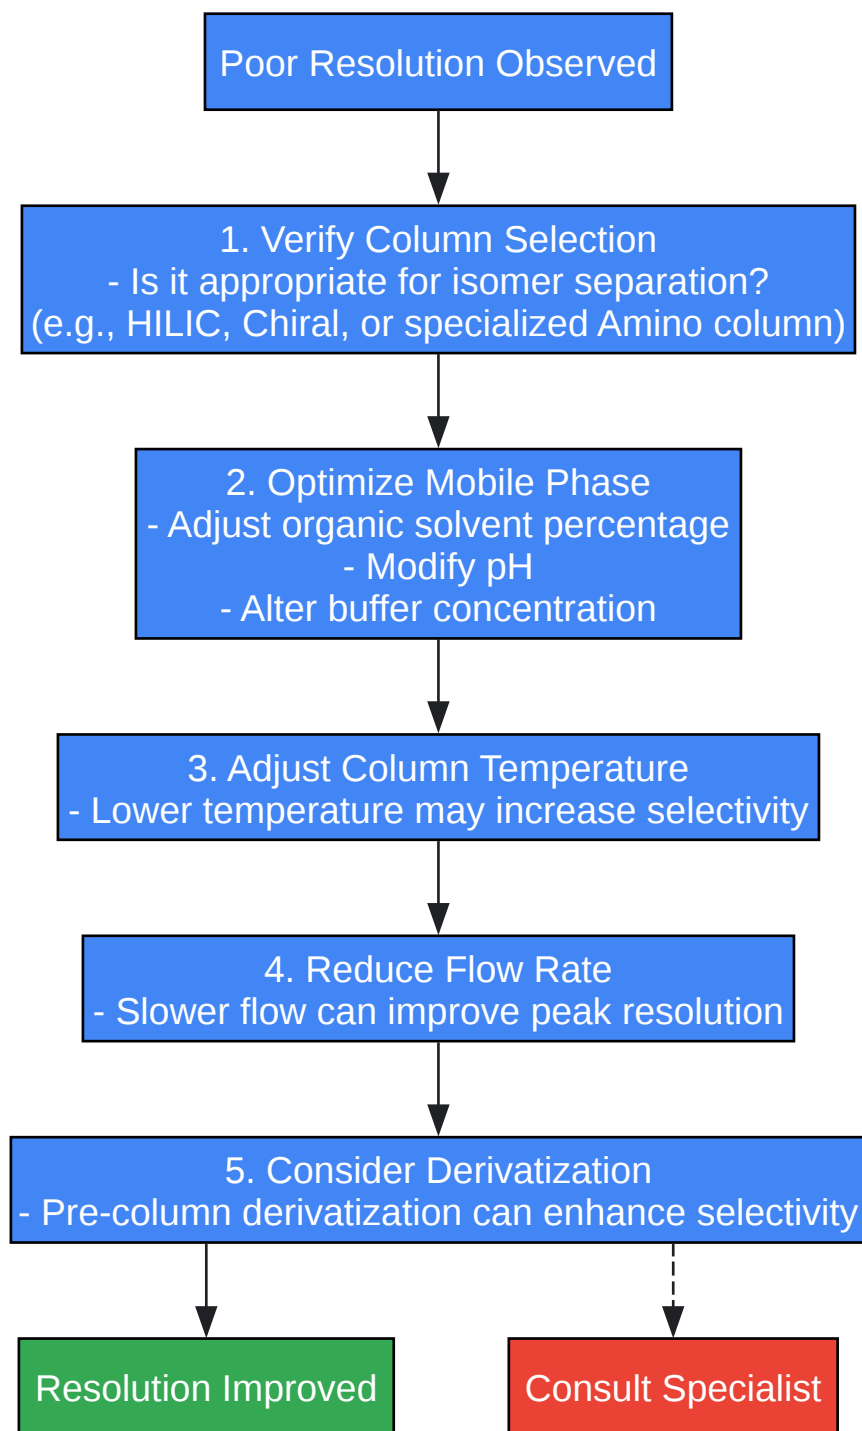 Poor Resolution Observed
1. Verify Column Selection
- Is it appropriate for isomer separation?
(e.g., HILIC, Chiral, or specialized Amino column)
2. Optimize Mobile Phase
- Adjust organic solvent percentage
- Modify pH
- Alter buffer concentration
3. Adjust Column Temperature
- Lower temperature may increase selectivity
4. Reduce Flow Rate
- Slower flow can improve peak resolution
5. Consider Derivatization
- Pre-column derivatization can enhance selectivity
Resolution Improved
Consult Specialist